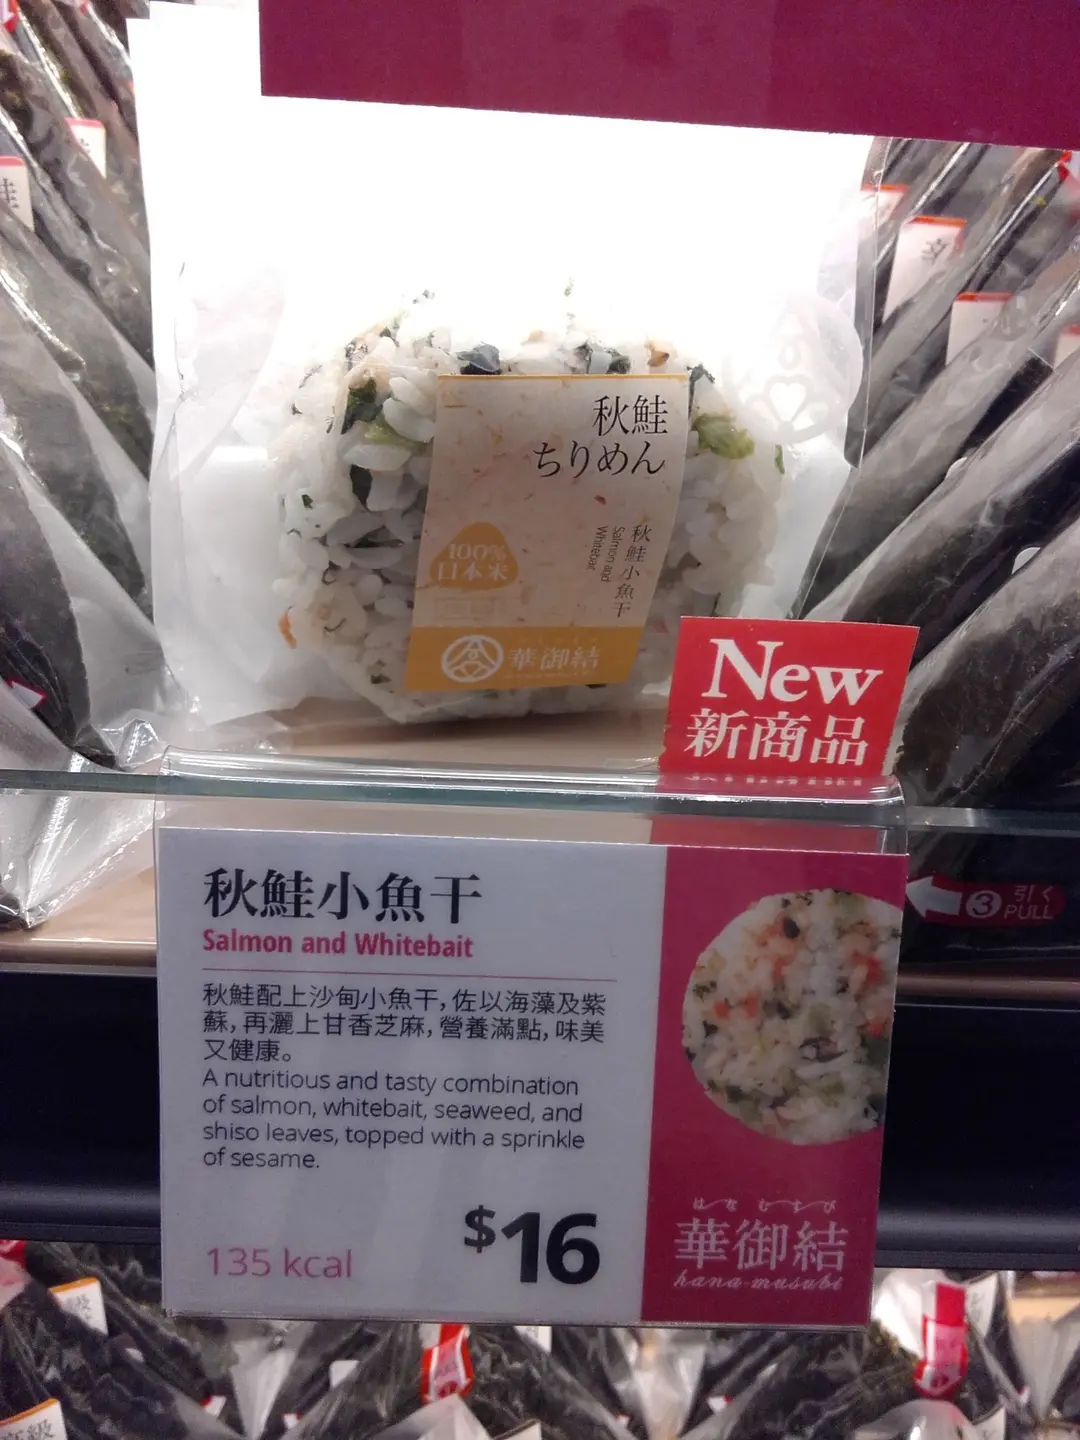 秋鮭
ちりめん
秋鮭小魚干
Salmon and
Whitebait
100%
日本米
華御結
New
新商品
秋鮭小魚干
Salmon and Whitebait
秋鮭配上沙甸小魚干，佐以海藻及紫
蘇，再灑上甘香芝麻，營養滿點，味美
又健康。
A nutritious and tasty combination
of salmon, whitebait, seaweed, and
shiso leaves, topped with a sprinkle
of sesame.
135 kcal
$16
はなむすび
華御結
hana-musubi
③ 引く
PULL